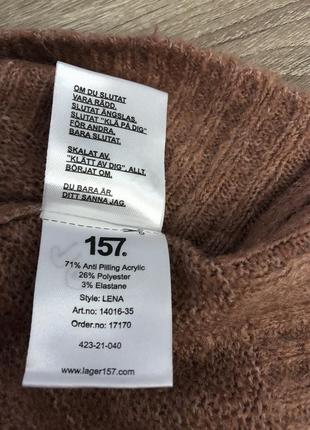 OM DU SLUTAT
VARA RÄDD.
SLUTAT ÄNGSLAS.
SLUTAT "KLÄ PÅ DIG"
FÖR ANDRA.
BARA SLUTAT.
SKALAT AV.
"KLÄTT AV DIG", ALLT.
BÖRJAT OM.
DU BARA ÄR.
DITT SANNA JAG.
157.
71% Anti Pilling Acrylic
26% Polyester
3% Elastane
Style: LENA
Art.no: 14016-35
Order.no: 17170
423-21-040
www.lager157.com